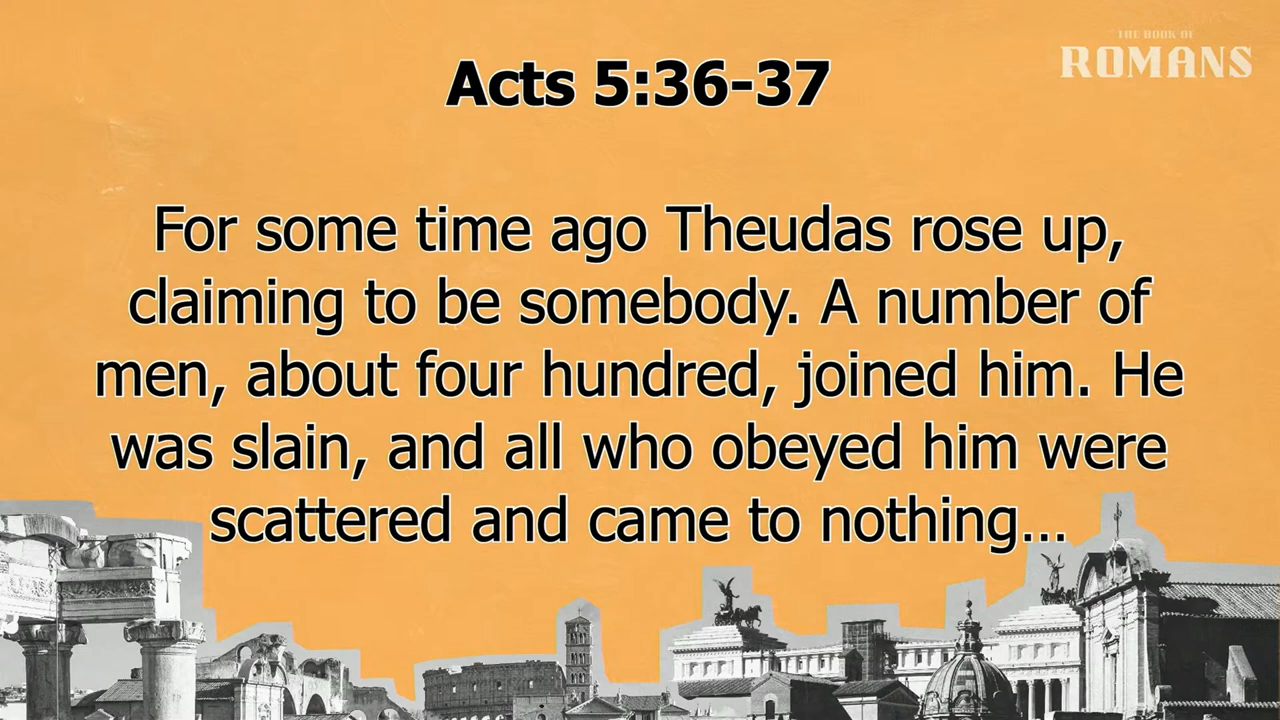 THE BOOK OF
ROMANS
Acts 5:36-37
For some time ago Theudas rose up,
claiming to be somebody. A number of
men, about four hundred, joined him. He
was slain, and all who obeyed him were
scattered and came to nothing...